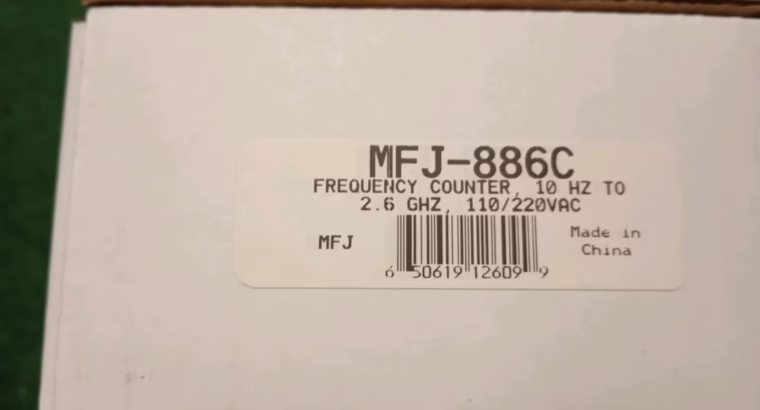 MFJ-886C
FREQUENCY COUNTER, 10 HZ TO
2.6 GHZ, 110/220VAC
MFJ
Made in
China
6 50619 12609 9